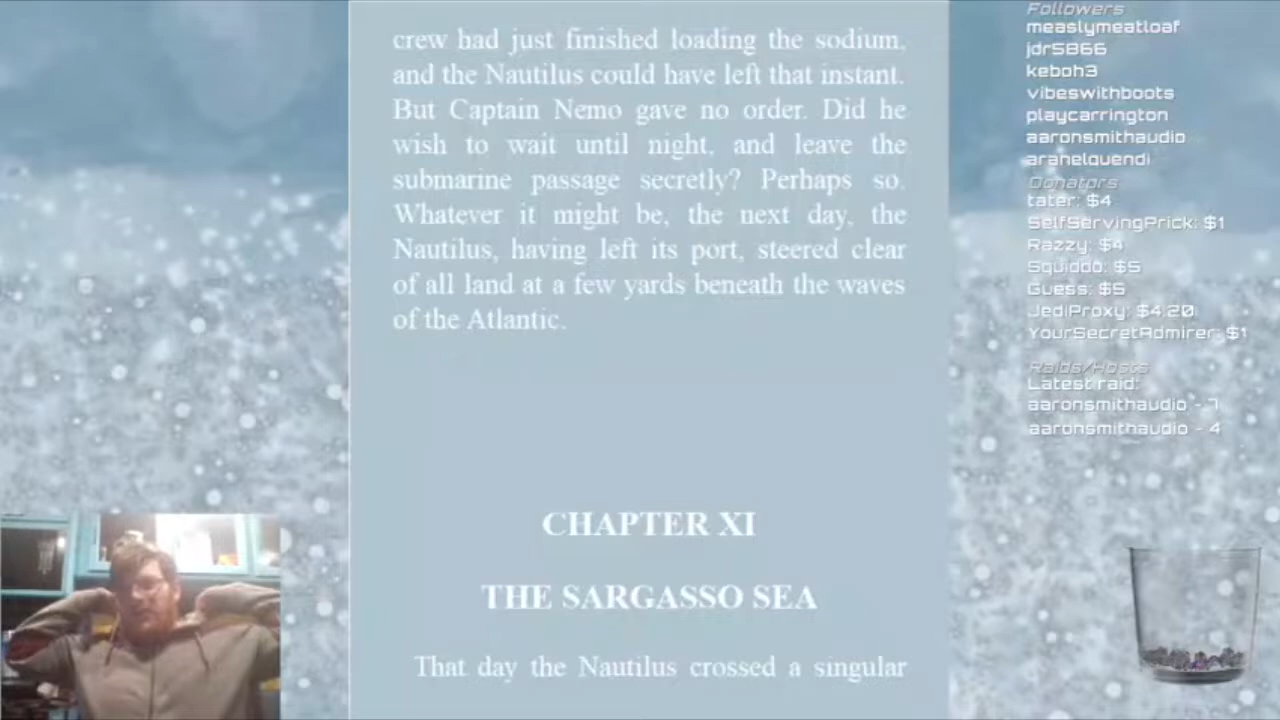 crew had just finished loading the sodium,
and the Nautilus could have left that instant.
But Captain Nemo gave no order. Did he
wish to wait until night, and leave the
submarine passage secretly? Perhaps so.
Whatever it might be, the next day, the
Nautilus, having left its port, steered clear
of all land at a few yards beneath the waves
of the Atlantic.
CHAPTER XI
THE SARGASSO SEA
That day the Nautilus crossed a singular
Followers
measlymeatloaf
jdr5866
keboh3
vibeswithboots
playcarrington
aaronsmithaudio
aranelquendi
Donators
tater: $4
SelfServingPrick: $1
Razzy: $4
Squiddo: $5
Guess: $5
JediProxy: $4.20
YourSecretAdmirer: $1
Raids/Hosts
Latest raid:
aaronsmithaudio - 7
aaronsmithaudio - 4